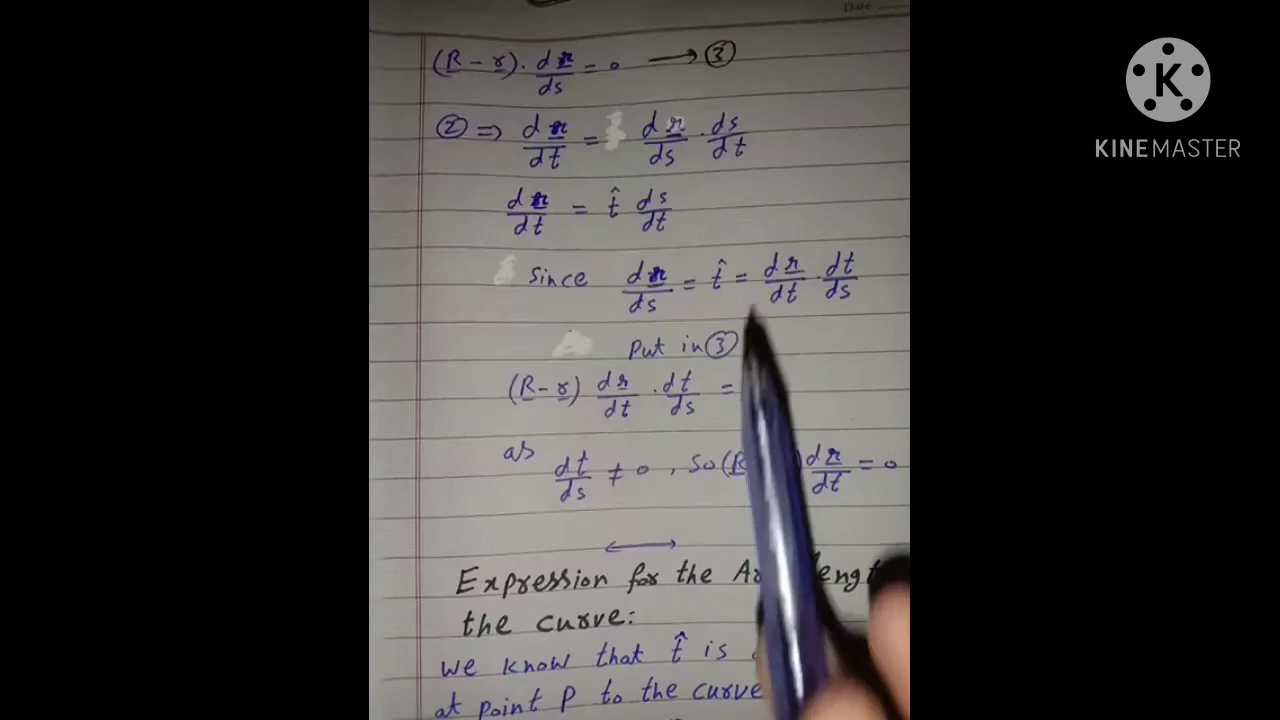 Date
(R - r) . dr/ds = 0 → ③
② ⇒ dr/dt = dr/ds . ds/dt
dr/dt = t̂ ds/dt
Since dr/ds = t̂ = dr/dt . dt/ds
Put in ③
(R - r) dr/dt . dt/ds =
as dt/ds ≠ 0 , So (R dr/dt = 0
Expression for the
the curve:
we know that t̂ is
at point P to the curve
K
KINEMASTER